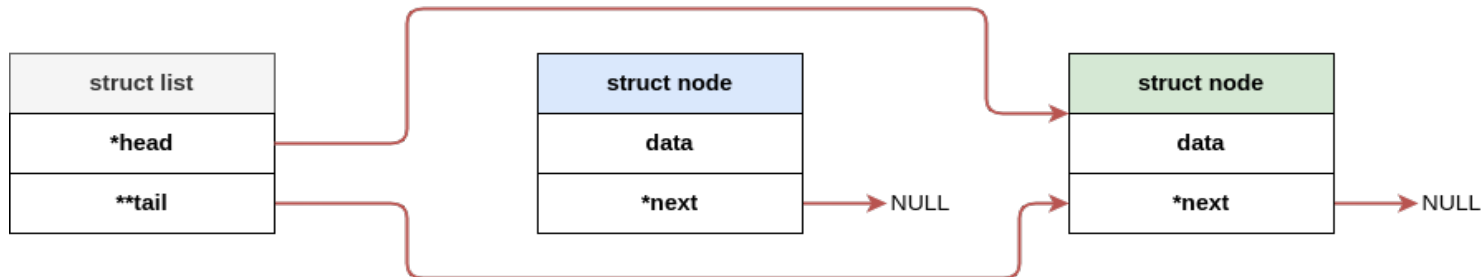 struct list
*head
**tail
struct node
data
*next
NULL
struct node
data
*next
NULL